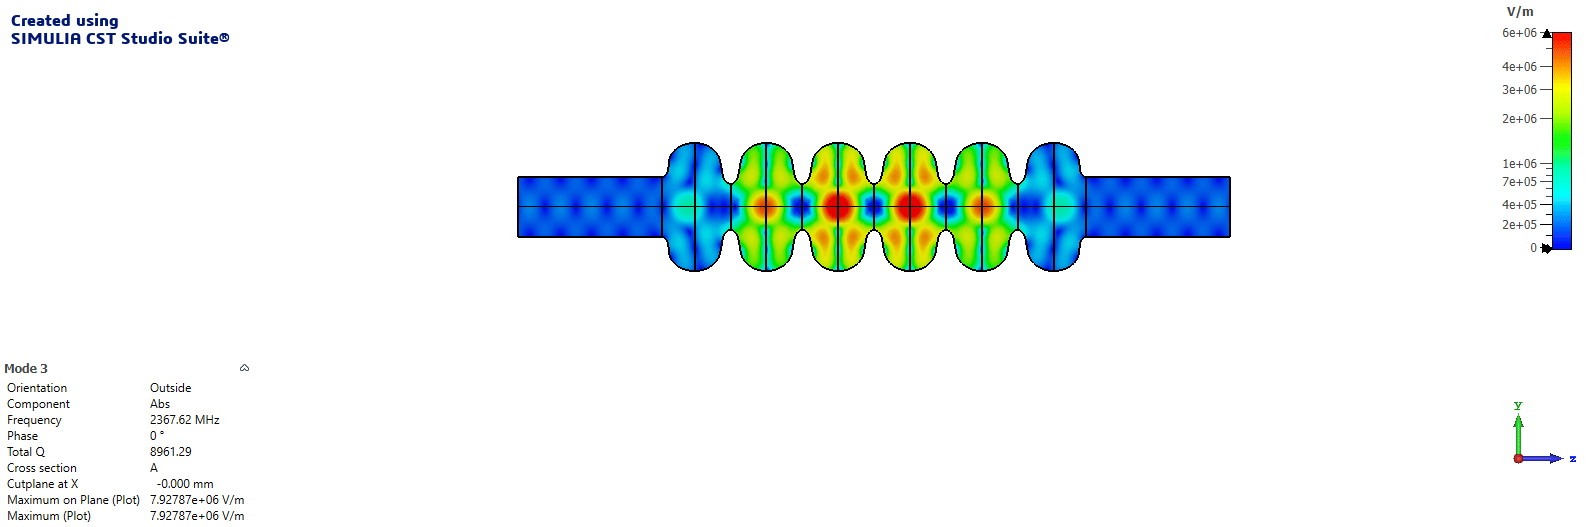 Created using
SIMULIA CST Studio Suite®
V/m
6e+06
4e+06
3e+06
2e+06
1e+06
7e+05
4e+05
2e+05
0
Mode 3
Orientation Outside
Component Abs
Frequency 2367.62 MHz
Phase 0 °
Total Q 8961.29
Cross section A
Cutplane at X -0.000 mm
Maximum on Plane (Plot) 7.92787e+06 V/m
Maximum (Plot) 7.92787e+06 V/m
y
z